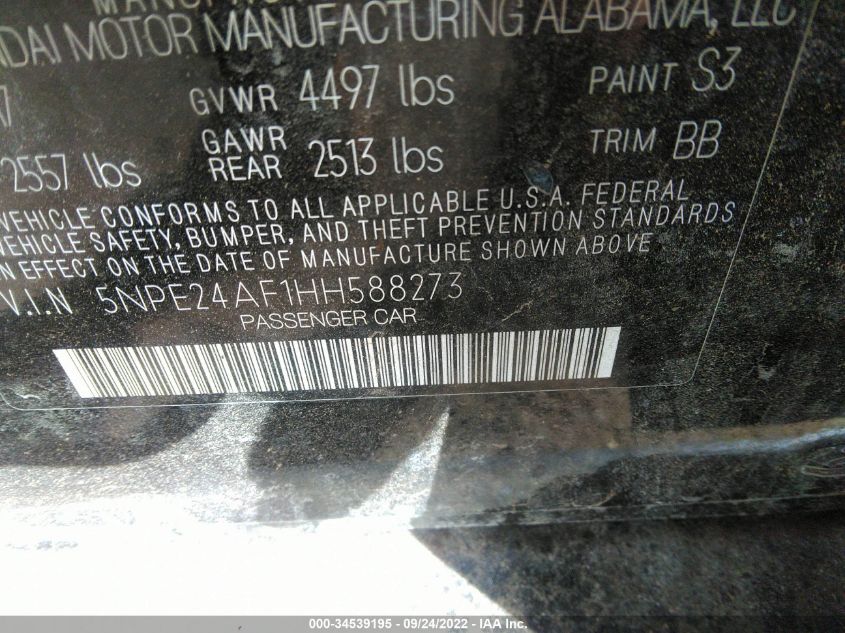 MOTOR MANUFACTURING ALABAMA, LLC
GVWR 4497 lbs PAINT S3
2557 lbs GAWR REAR 2513 lbs TRIM BB
VEHICLE CONFORMS TO ALL APPLICABLE U.S.A. FEDERAL
VEHICLE SAFETY, BUMPER, AND THEFT PREVENTION STANDARDS
IN EFFECT ON THE DATE OF MANUFACTURE SHOWN ABOVE
V.I.N 5NPE24AF1HH588273
PASSENGER CAR
000-34539195 - 09/24/2022 - IAA Inc.